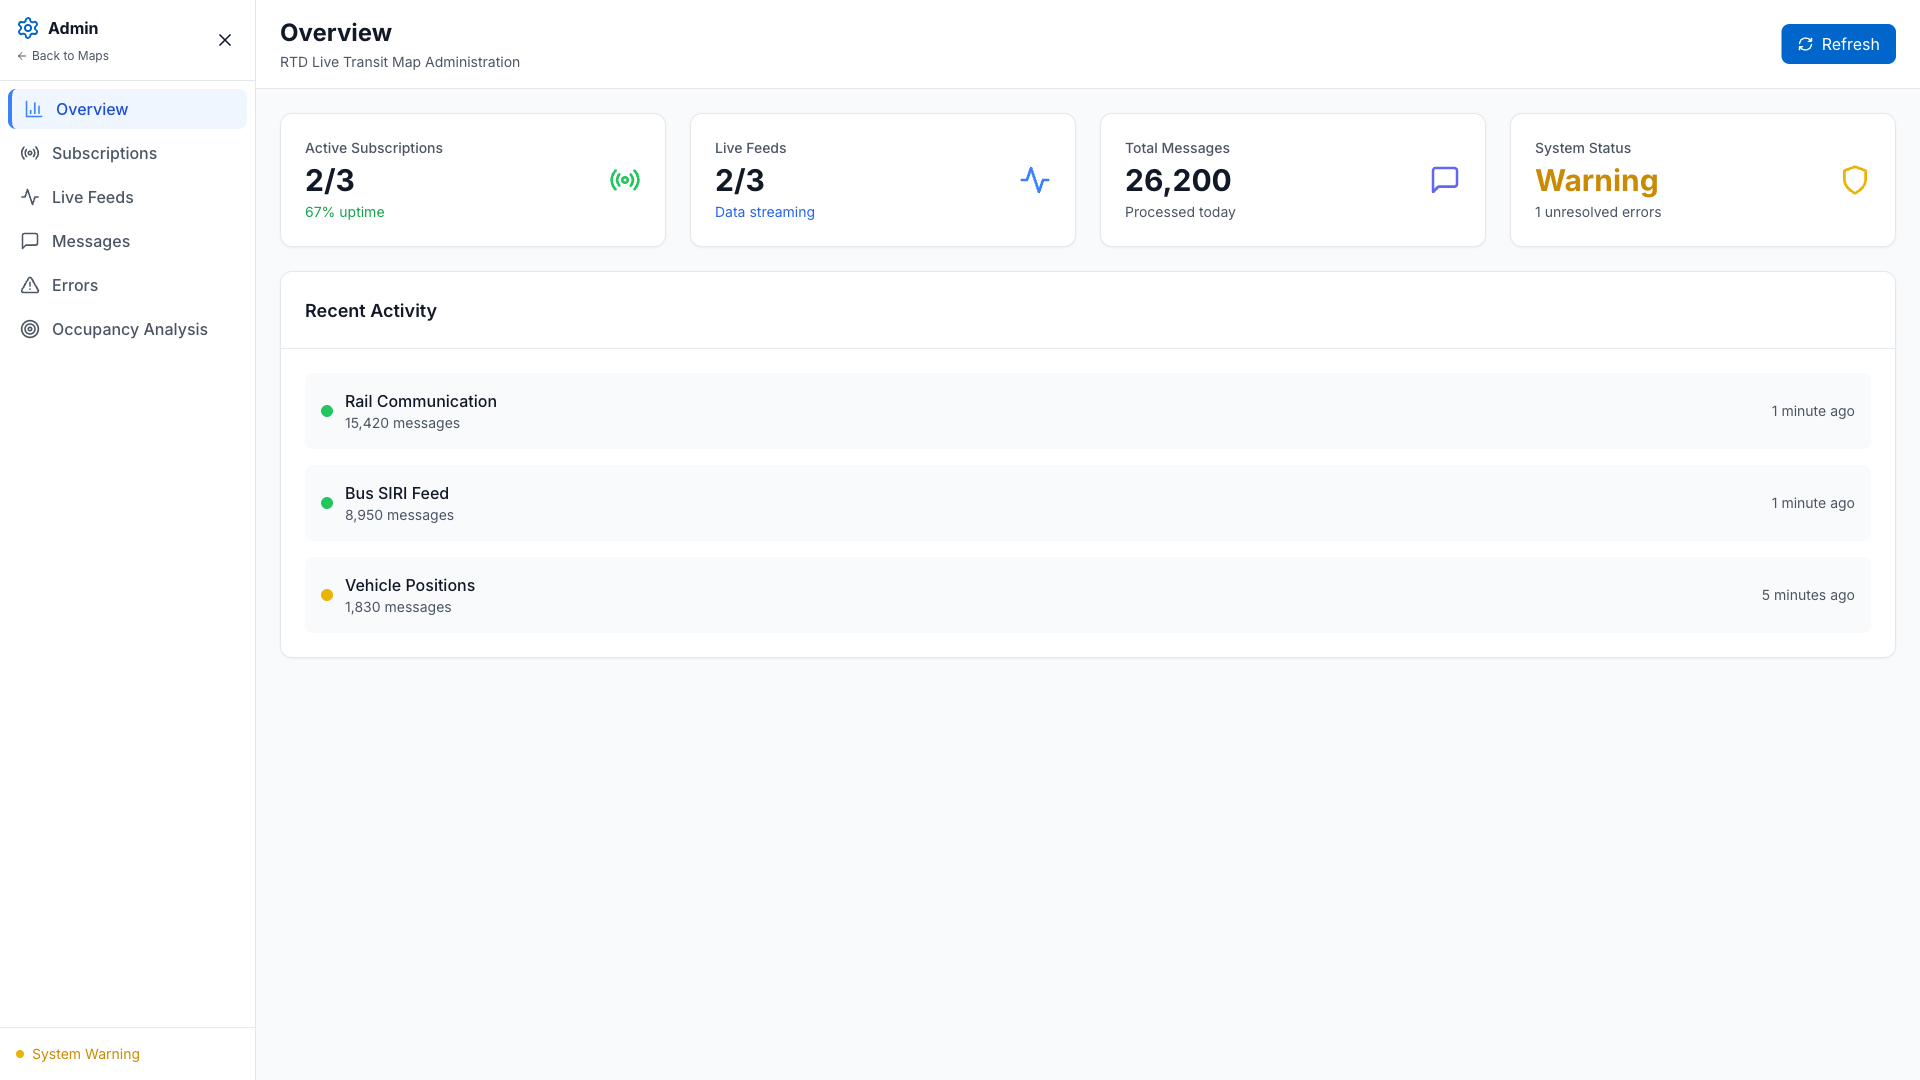 Admin
← Back to Maps
Overview
Subscriptions
Live Feeds
Messages
Errors
Occupancy Analysis
System Warning
Overview
RTD Live Transit Map Administration
Refresh
Active Subscriptions
2/3
67% uptime
Live Feeds
2/3
Data streaming
Total Messages
26,200
Processed today
System Status
Warning
1 unresolved errors
Recent Activity
Rail Communication
15,420 messages
1 minute ago
Bus SIRI Feed
8,950 messages
1 minute ago
Vehicle Positions
1,830 messages
5 minutes ago